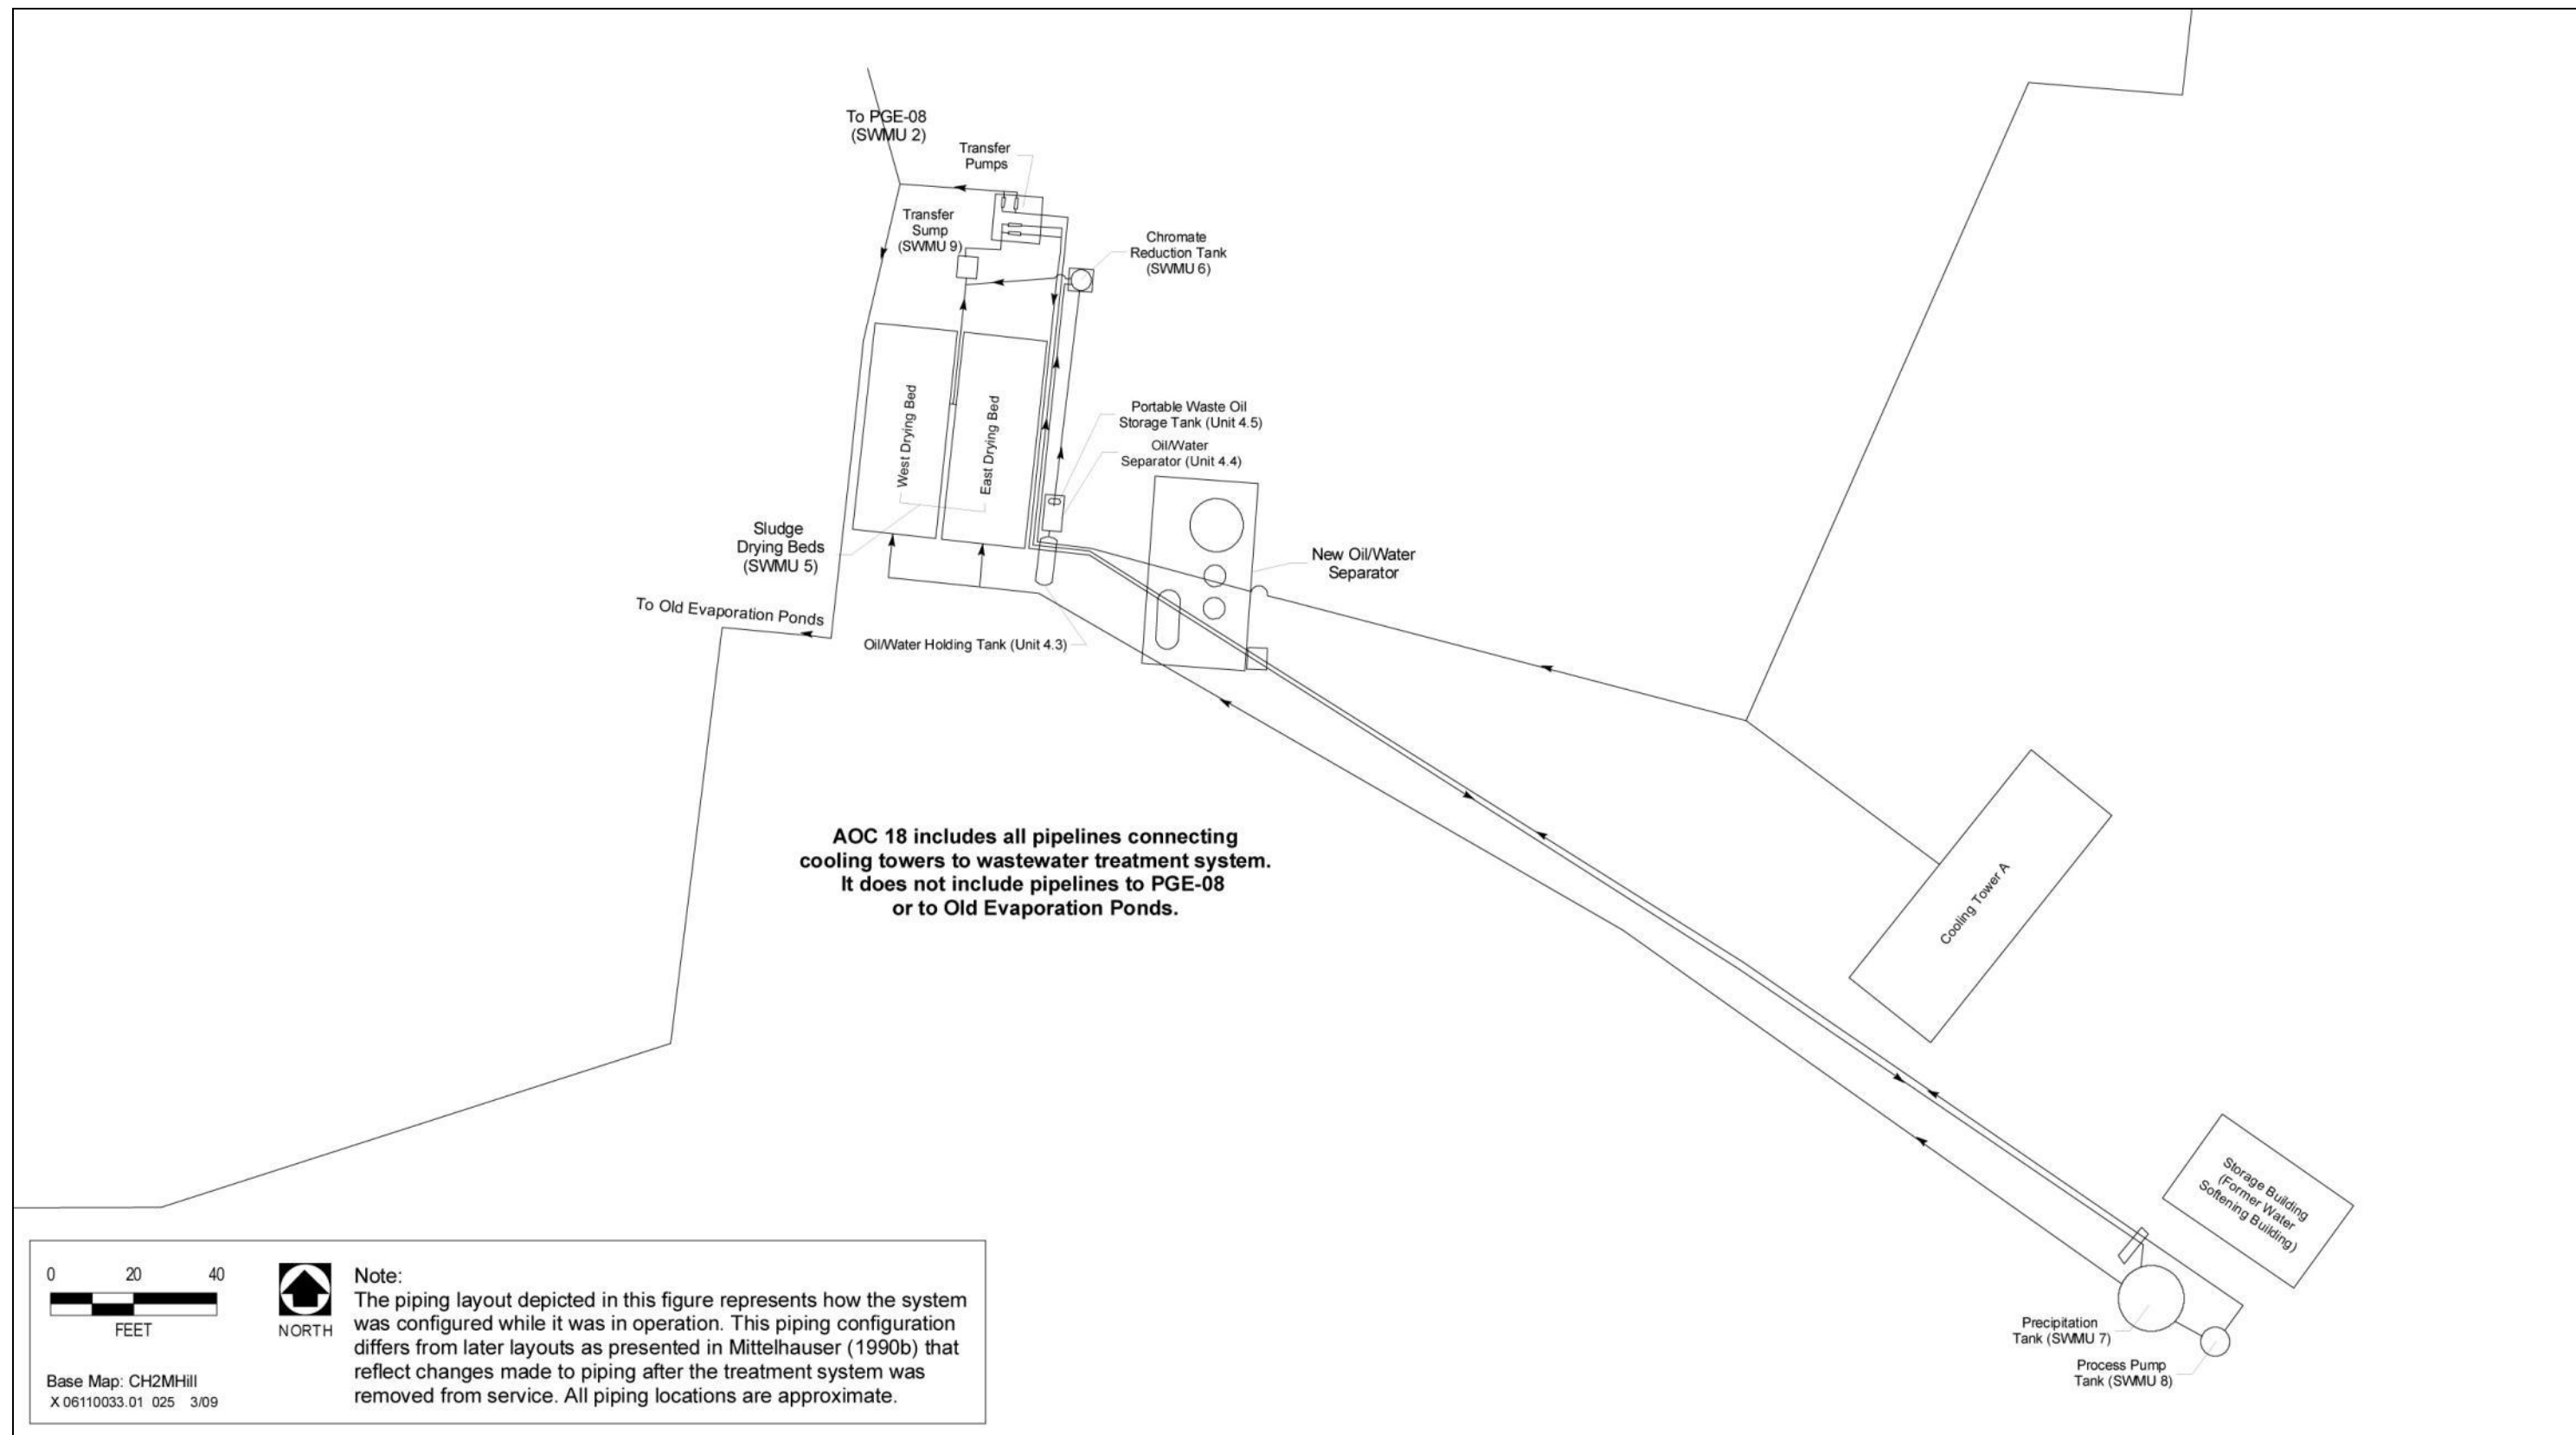 To PGE-08
(SWMU 2)
Transfer
Pumps
Transfer
Sump
(SWMU 9)
Chromate
Reduction Tank
(SWMU 6)
West Drying Bed
East Drying Bed
Portable Waste Oil
Storage Tank (Unit 4.5)
Oil/Water
Separator (Unit 4.4)
Sludge
Drying Beds
(SWMU 5)
New Oil/Water
Separator
To Old Evaporation Ponds
Oil/Water Holding Tank (Unit 4.3)
AOC 18 includes all pipelines connecting
cooling towers to wastewater treatment system.
It does not include pipelines to PGE-08
or to Old Evaporation Ponds.
Cooling Tower A
Storage Building
(Former Water
Softening Building)
Precipitation
Tank (SWMU 7)
Process Pump
Tank (SWMU 8)
0 20 40
FEET
NORTH
Base Map: CH2MHill
X 06110033.01 025 3/09
Note:
The piping layout depicted in this figure represents how the system
was configured while it was in operation. This piping configuration
differs from later layouts as presented in Mittelhauser (1990b) that
reflect changes made to piping after the treatment system was
removed from service. All piping locations are approximate.